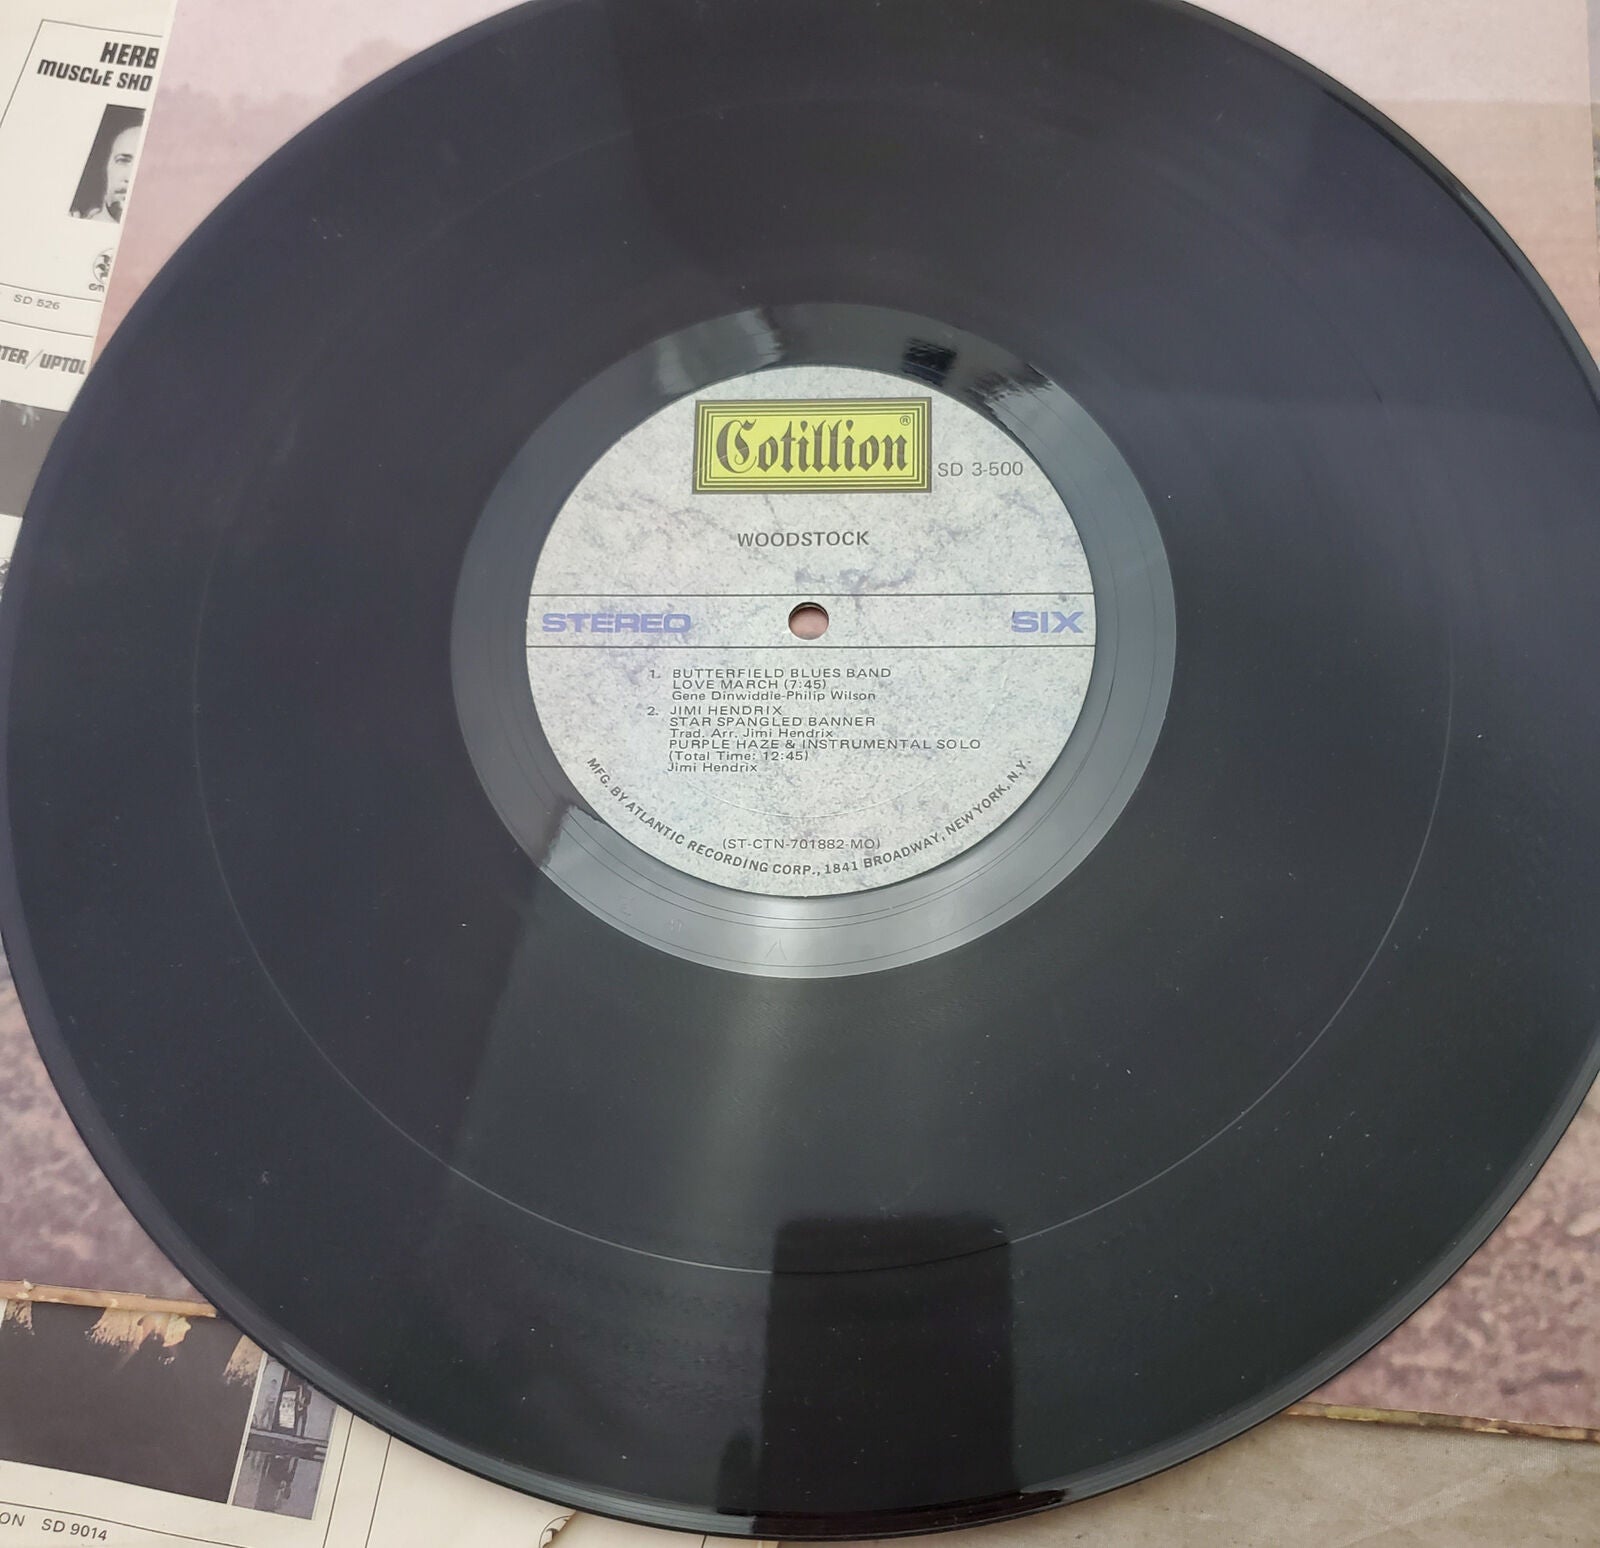 HERB
MUSCLE SHO
SD 526
TER/UPTOU
Cotillion®
SD 3-500
WOODSTOCK
STEREO
SIX
1. BUTTERFIELD BLUES BAND
LOVE MARCH (7:45)
Gene Dinwiddie-Philip Wilson
2. JIMI HENDRIX
STAR SPANGLED BANNER
Trad. Arr. Jimi Hendrix
PURPLE HAZE & INSTRUMENTAL SOLO
(Total Time: 12:45)
Jimi Hendrix
(ST-CTN-701882-MO)
MFG. BY ATLANTIC RECORDING CORP., 1841 BROADWAY, NEW YORK, N.Y.
ON SD 9014